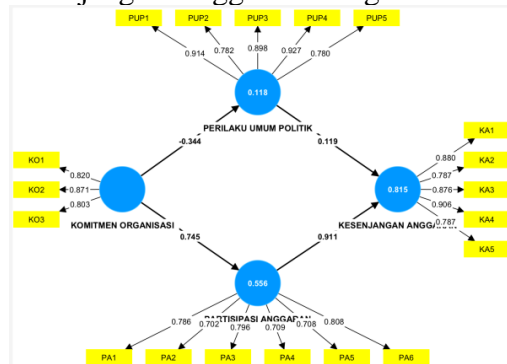 PUP1 PUP2 PUP3 PUP4 PUP5
0.914 0.782 0.898 0.927 0.780
0.118
PERILAKU UMUM POLITIK
-0.344 0.119
KO1 0.820
KO2 0.871
KO3 0.803
KOMITMEN ORGANISASI
KA1 0.880
KA2 0.787
KA3 0.876
KA4 0.906
KA5 0.787
0.815
KESENJANGAN ANGGARAN
0.745 0.911
0.556
PARTISIPASI ANGGARAN
0.786 0.702 0.796 0.709 0.708 0.808
PA1 PA2 PA3 PA4 PA5 PA6